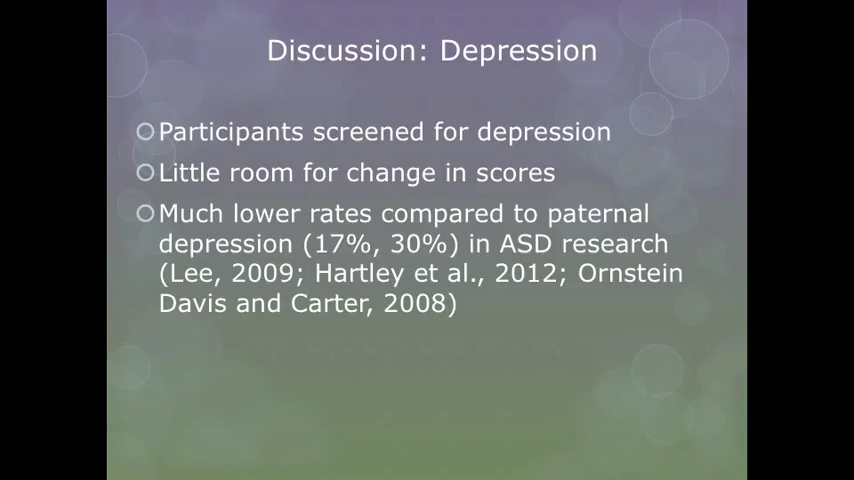 Discussion: Depression
Participants screened for depression
Little room for change in scores
Much lower rates compared to paternal
depression (17%, 30%) in ASD research
(Lee, 2009; Hartley et al., 2012; Ornstein
Davis and Carter, 2008)